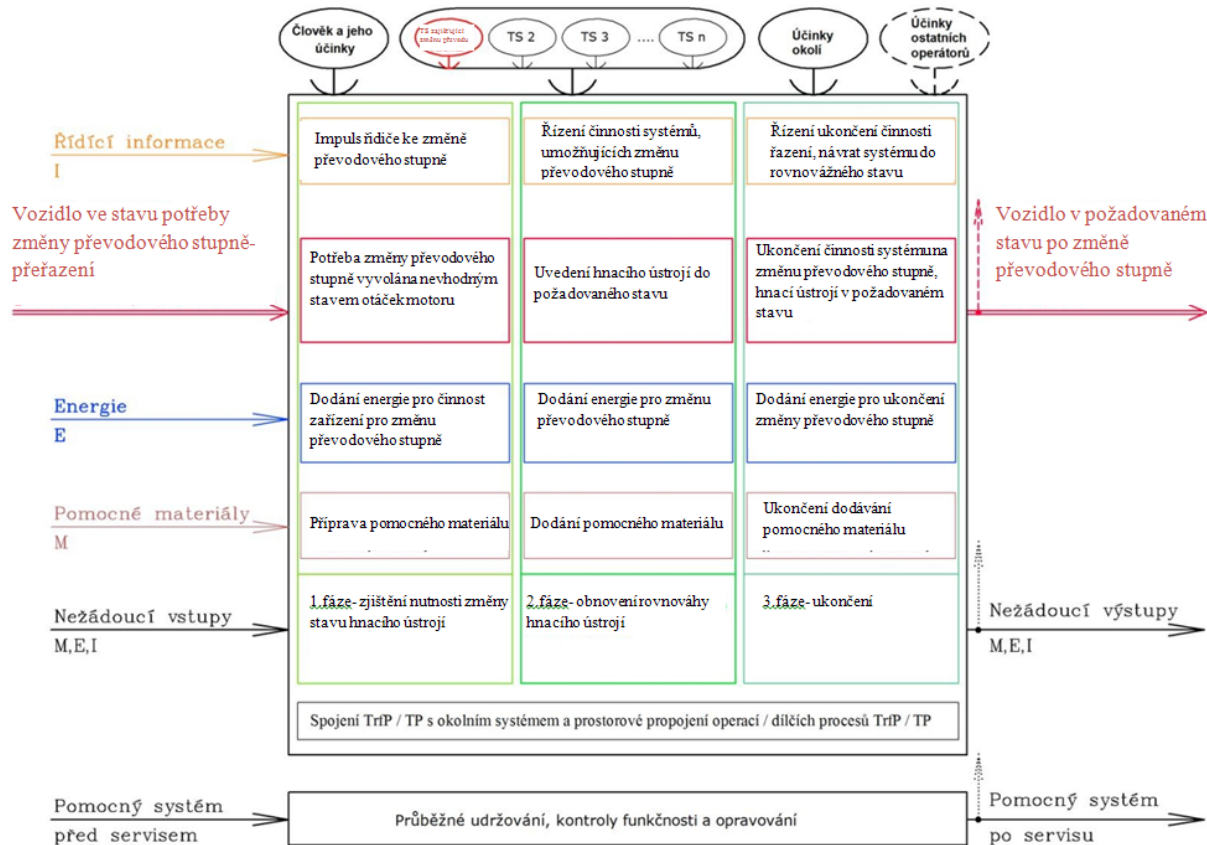 Člověk a jeho
účinky
TS zajišťující
změnu převodu
TS 2
TS 3
....
TS n
Účinky
okolí
Účinky
ostatních
operátorů
Řídící informace
I
Impuls řidiče ke změně
převodového stupně
Řízení činnosti systémů,
umožňujících změnu
převodového stupně
Řízení ukončení činnosti
řazení, návrat systému do
rovnovážného stavu
Vozidlo ve stavu potřeby
změny převodového stupně-
přeřazení
Potřeba změny převodového
stupně vyvolána nevhodným
stavem otáček motoru
Uvedení hnacího ústrojí do
požadovaného stavu
Ukončení činnosti systému na
změnu převodového stupně,
hnací ústrojí v požadovaném
stavu
Vozidlo v požadovaném
stavu po změně
převodového stupně
Energie
E
Dodání energie pro činnost
zařízení pro změnu
převodového stupně
Dodání energie pro změnu
převodového stupně
Dodání energie pro ukončení
změny převodového stupně
Pomocné materiály
M
Příprava pomocného materiálu
Dodání pomocného materiálu
Ukončení dodávání
pomocného materiálu
Nežádoucí vstupy
M,E,I
1.fáze- zjištění nutnosti změny
stavu hnacího ústrojí
2.fáze- obnovení rovnováhy
hnacího ústrojí
3.fáze- ukončení
Nežádoucí výstupy
M,E,I
Spojení TrfP / TP s okolním systémem a prostorové propojení operací / dílčích procesů TrfP / TP
Pomocný systém
před servisem
Průběžné udržování, kontroly funkčnosti a opravování
Pomocný systém
po servisu